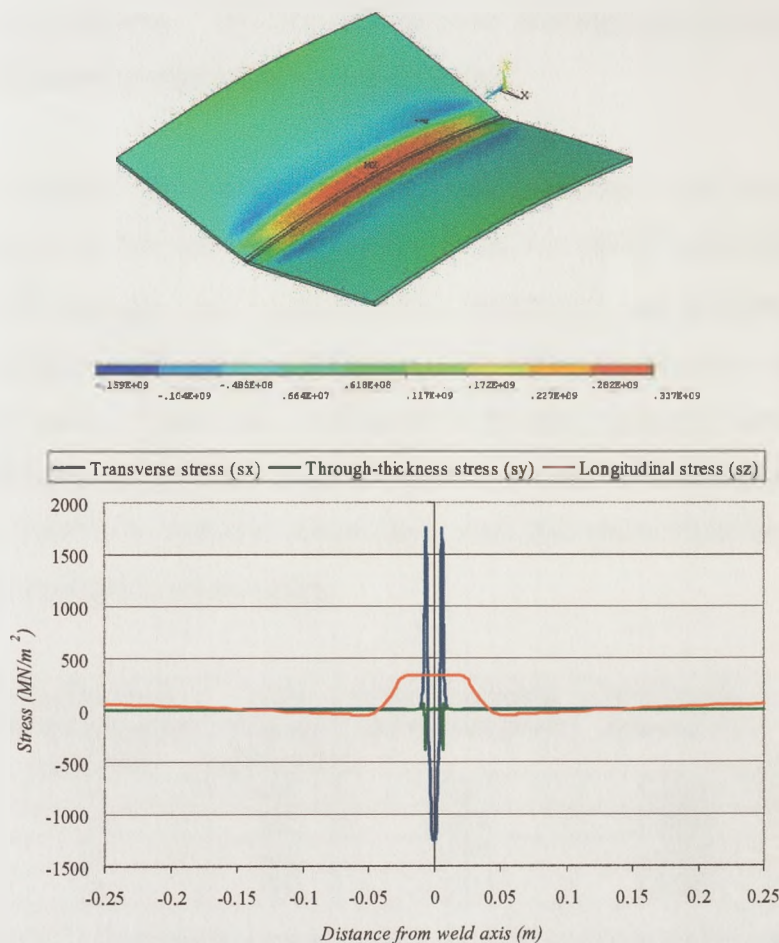 X
MX
-.159E+09 -.485E+08 .618E+08 .172E+09 .282E+09
-.104E+09 .664E+07 .117E+09 .227E+09 .337E+09
Transverse stress (sx) Through-thickness stress (sy) Longitudinal stress (sz)
2000
1500
1000
500
0
-500
-1000
-1500
Stress (MN/m²)
-0.25 -0.2 -0.15 -0.1 -0.05 0 0.05 0.1 0.15 0.2 0.25
Distance from weld axis (m)